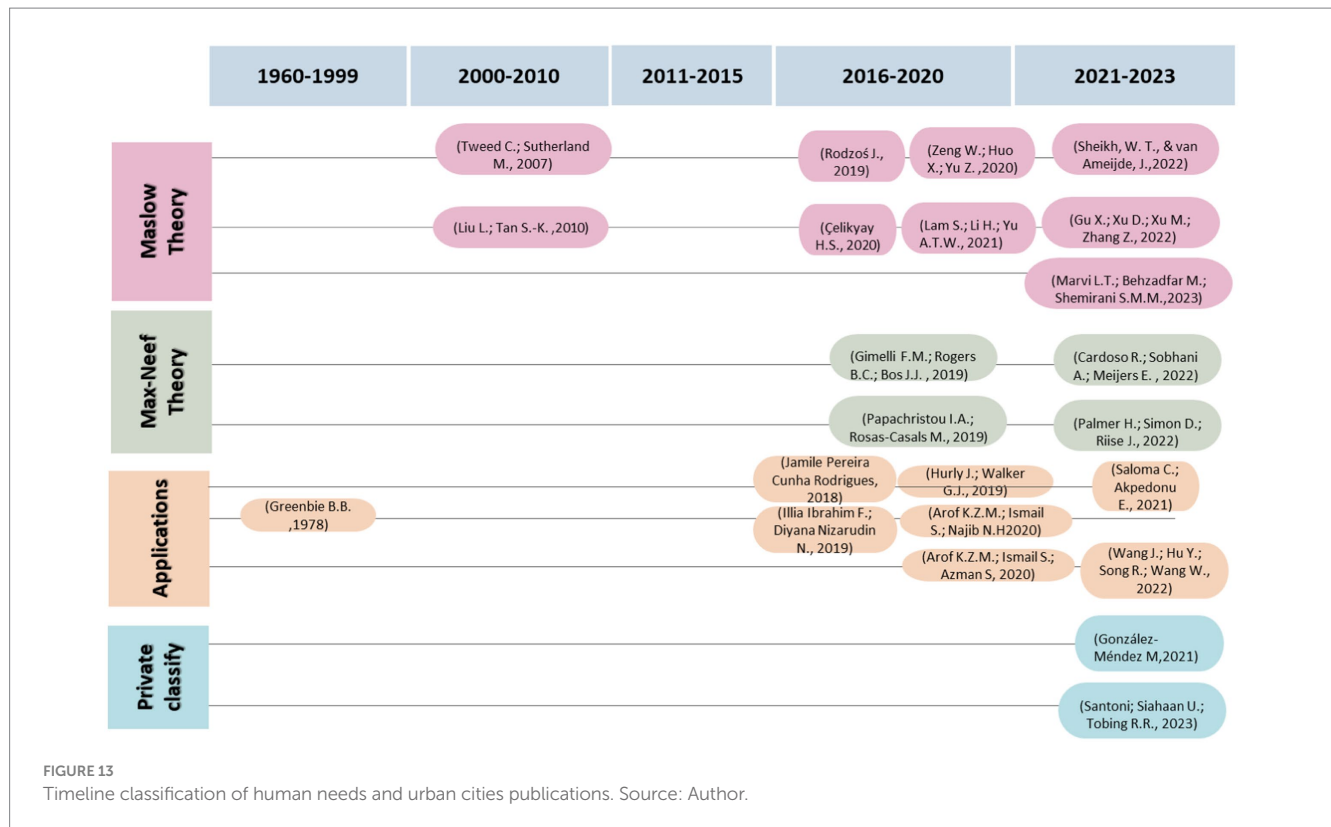 1960-1999
2000-2010
2011-2015
2016-2020
2021-2023
Maslow
Theory
(Tweed C.; Sutherland
M., 2007)
(Rodzoś J.,
2019)
(Zeng W.; Huo
X.; Yu Z. ,2020)
(Sheikh, W. T., & van
Ameijde, J.,2022)
(Liu L.; Tan S.-K. ,2010)
(Çelikyay
H.S., 2020)
(Lam S.; Li H.; Yu
A.T.W., 2021)
(Gu X.; Xu D.; Xu M.;
Zhang Z., 2022)
(Marvi L.T.; Behzadfar M.;
Shemirani S.M.M.,2023)
Max-Neef
Theory
(Gimelli F.M.; Rogers
B.C.; Bos J.J. , 2019)
(Cardoso R.; Sobhani
A.; Meijers E. , 2022)
(Papachristou I.A.;
Rosas-Casals M., 2019)
(Palmer H.; Simon D.;
Riise J., 2022)
Applications
(Jamile Pereira
Cunha Rodrigues,
2018)
(Hurly J.; Walker
G.J., 2019)
(Saloma C.;
Akpedonu
E., 2021)
(Greenbie B.B.
,1978)
(Illia Ibrahim F.;
Diyana Nizarudin
N., 2019)
(Arof K.Z.M.; Ismail
S.; Najib N.H2020)
(Arof K.Z.M.; Ismail S.;
Azman S, 2020)
(Wang J.; Hu Y.;
Song R.; Wang W.,
2022)
Private
classify
(González-
Méndez M,2021)
(Santoni; Siahaan U.;
Tobing R.R., 2023)
FIGURE 13
Timeline classification of human needs and urban cities publications. Source: Author.